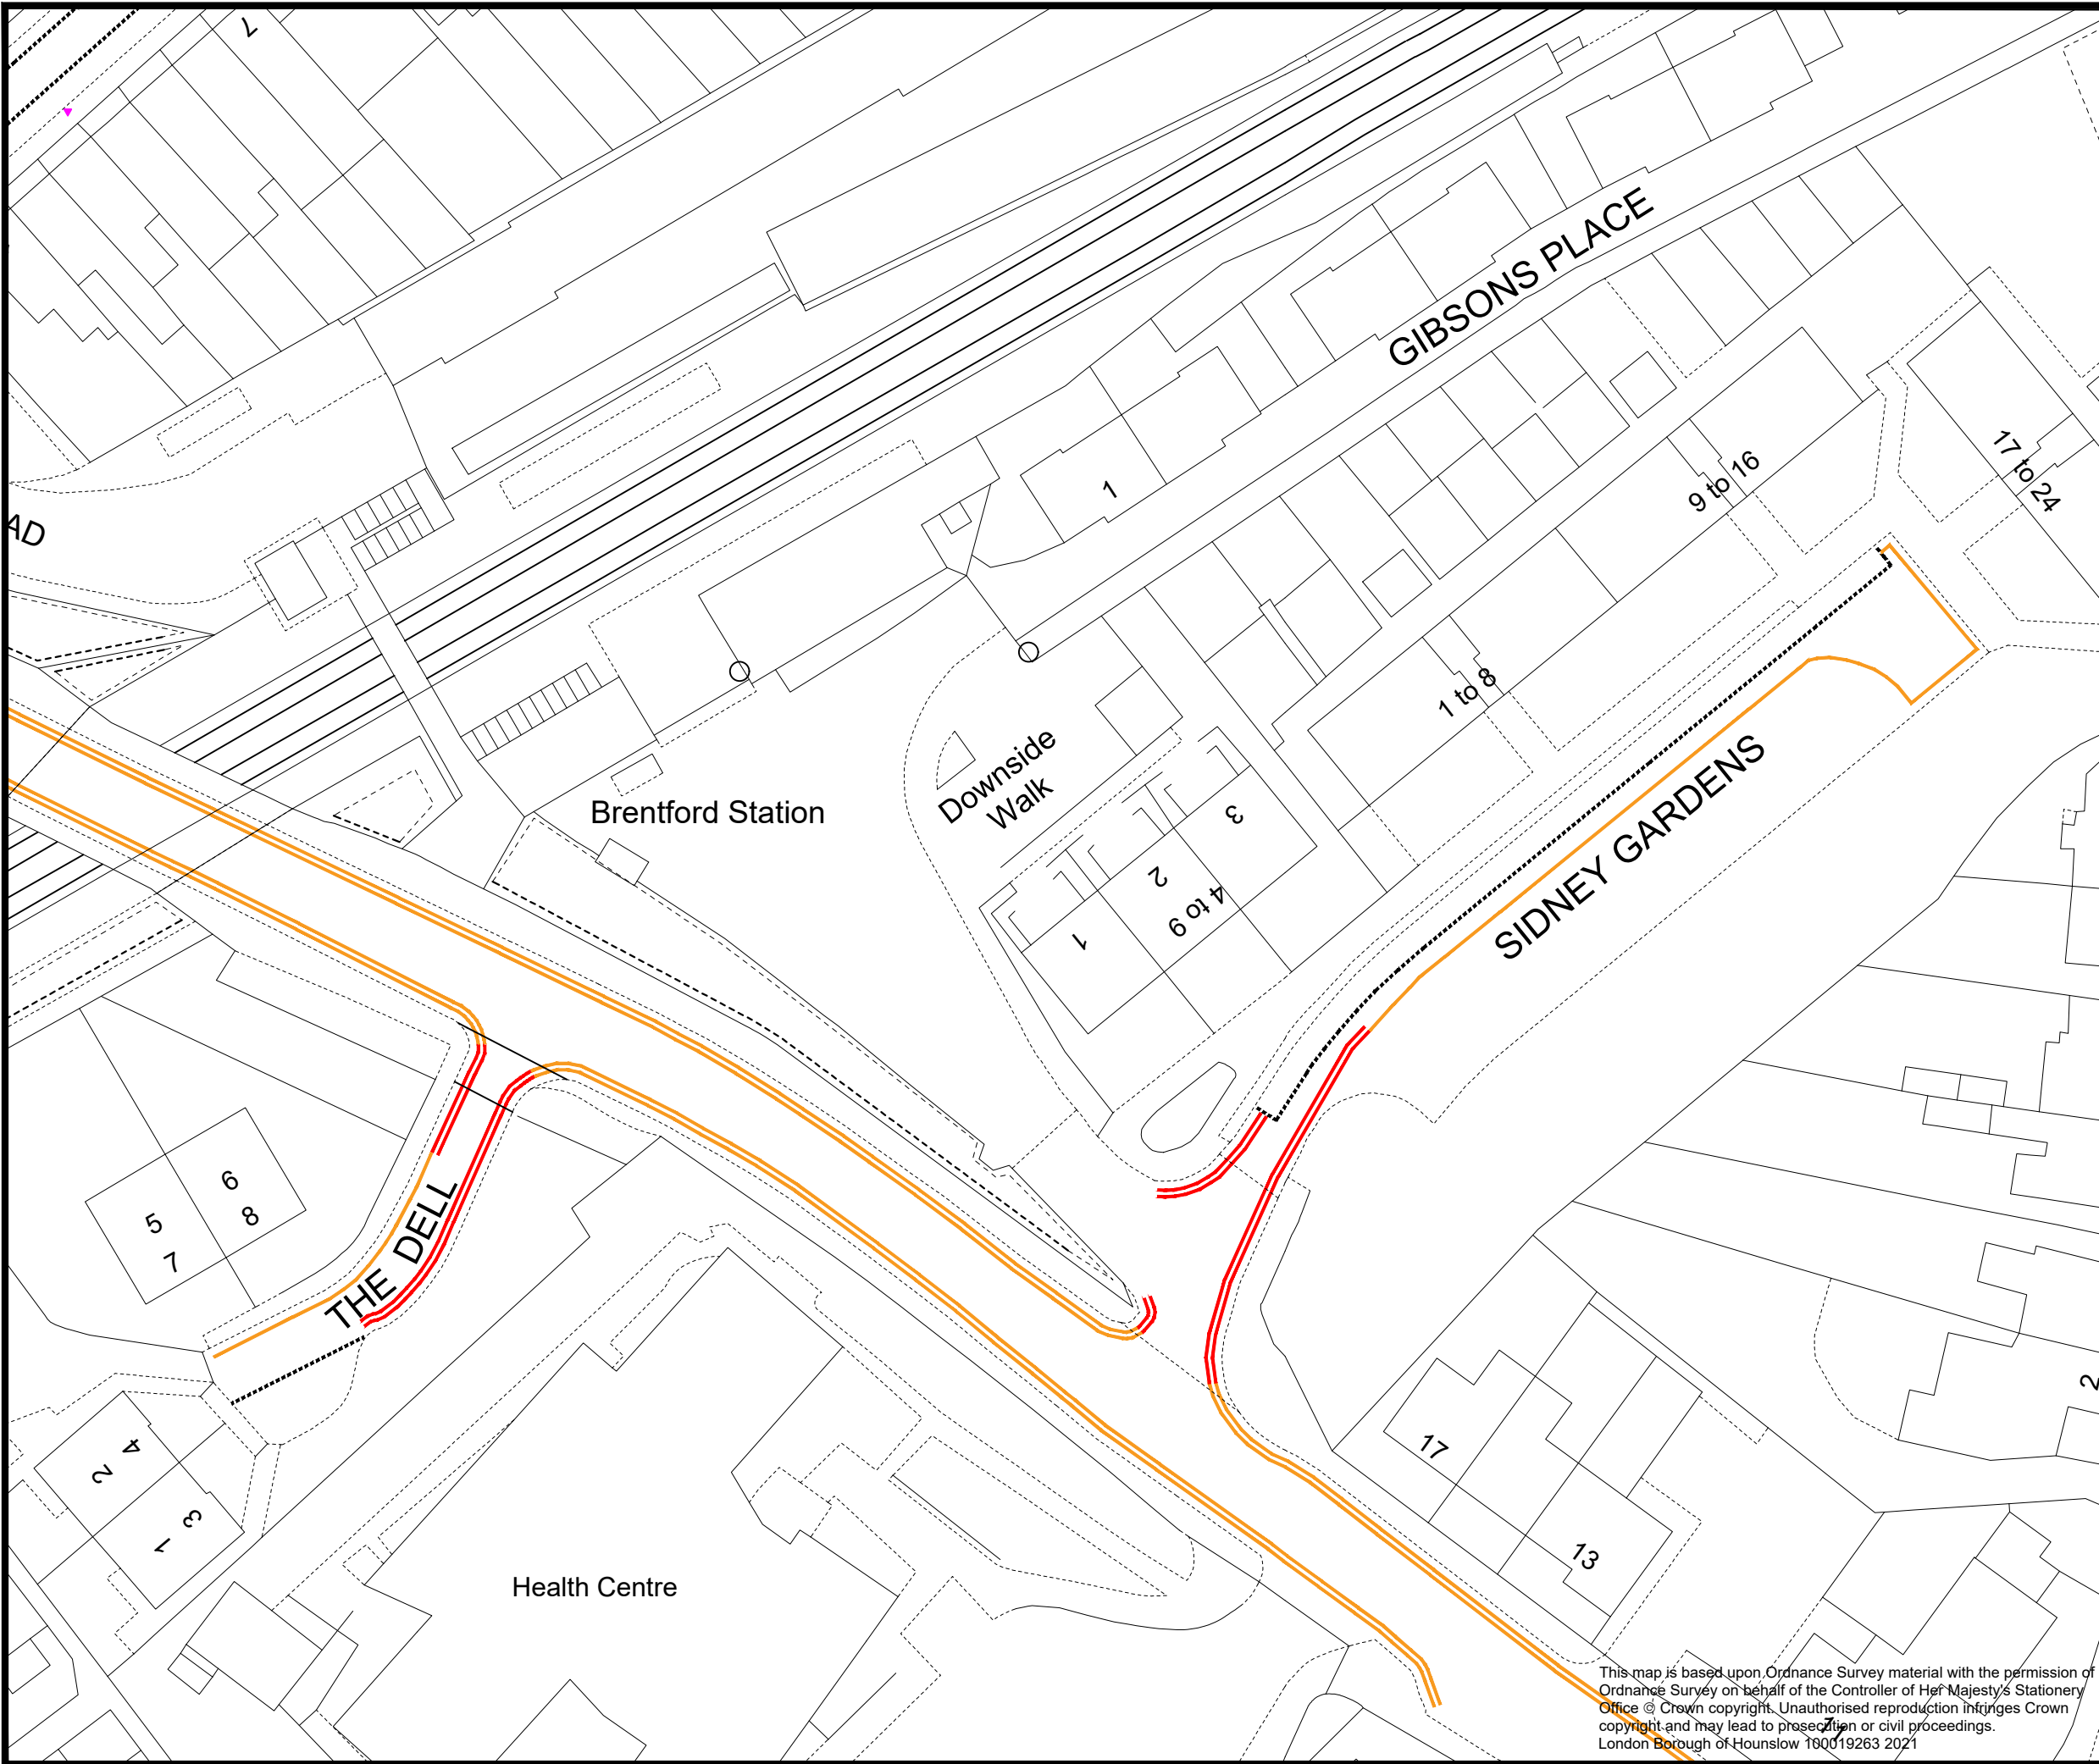 7
GIBSONS PLACE
1
17 to 24
9 to 16
AD
1 to 8
Downside
Walk
Brentford Station
SIDNEY GARDENS
3
2
4 to 9
1
6
5
8
7
THE DELL
4
2
3
1
17
13
2
Health Centre
11
This map is based upon Ordnance Survey material with the permission of
Ordnance Survey on behalf of the Controller of Her Majesty's Stationery
Office @ Crown copyright. Unauthorised reproduction infringes Crown
copyright and may lead to prosecution or civil proceedings.
London Borough of Hounslow 100019263 2021